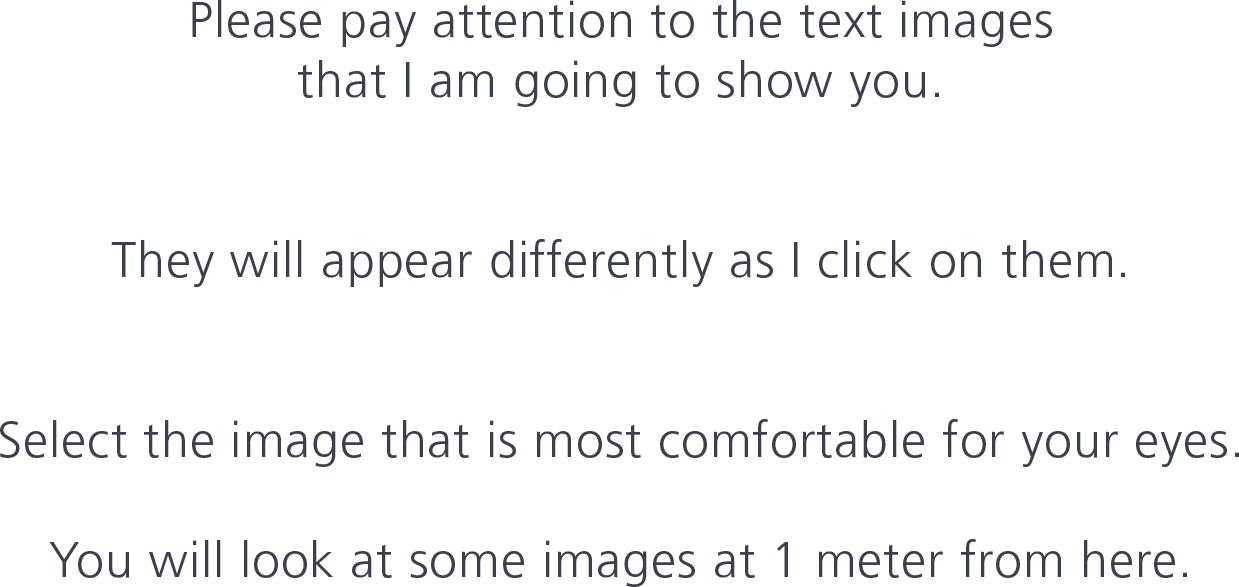 Please pay attention to the text images
that I am going to show you.
They will appear differently as I click on them.
Select the image that is most comfortable for your eyes.
You will look at some images at 1 meter from here.